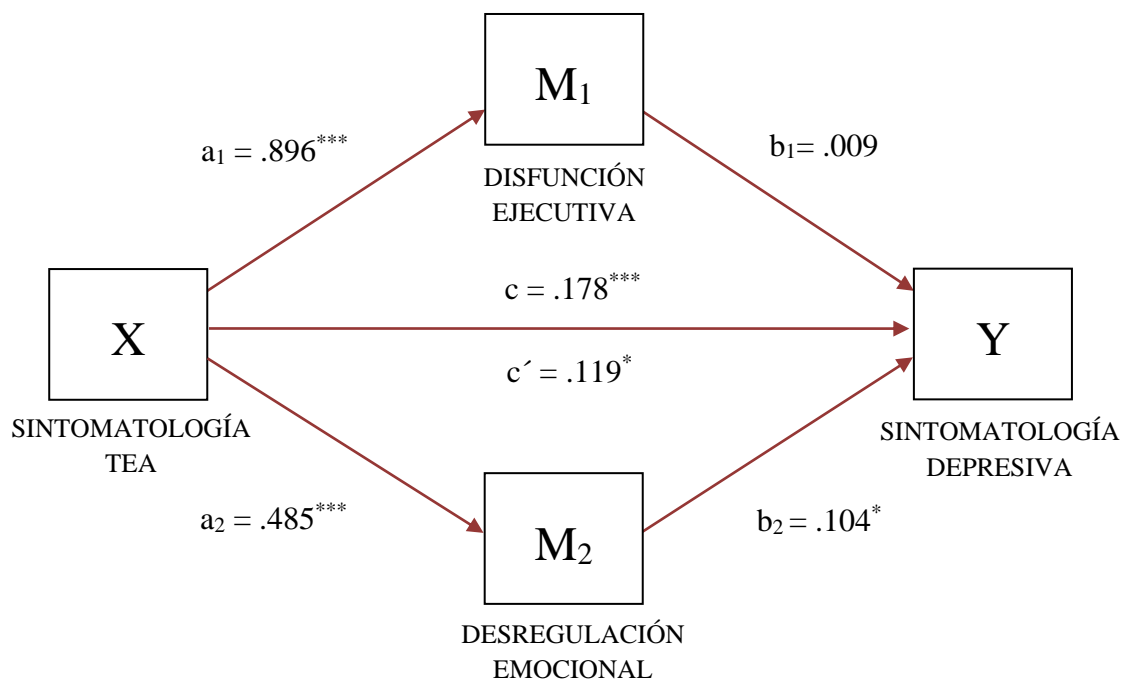 M₁
a₁ = .896***
b₁= .009
DISFUNCIÓN
EJECUTIVA
c = .178***
X
Y
c´ = .119*
SINTOMATOLOGÍA
TEA
SINTOMATOLOGÍA
DEPRESIVA
a₂ = .485***
b₂ = .104*
M₂
DESREGULACIÓN
EMOCIONAL